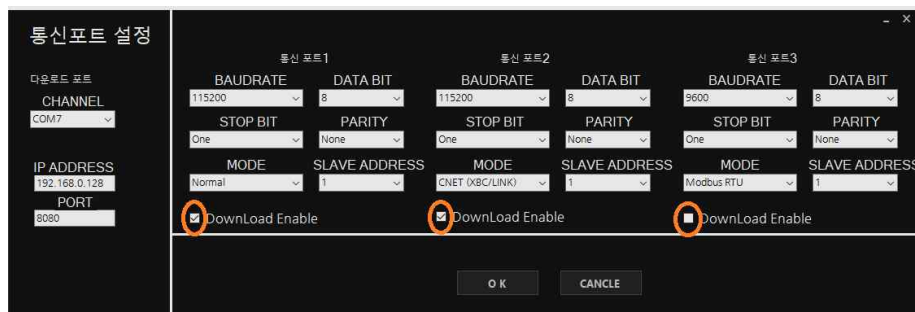 통신포트 설정
다운로드 포트
CHANNEL
COM7
IP ADDRESS
192.168.0.128
PORT
8080
통신 포트1
BAUDRATE DATA BIT
115200 8
STOP BIT PARITY
One None
MODE SLAVE ADDRESS
Normal 1
DownLoad Enable
통신 포트2
BAUDRATE DATA BIT
115200 8
STOP BIT PARITY
One None
MODE SLAVE ADDRESS
CNET (XBC/LINK) 1
DownLoad Enable
통신 포트3
BAUDRATE DATA BIT
9600 8
STOP BIT PARITY
One None
MODE SLAVE ADDRESS
Modbus RTU 1
DownLoad Enable
O K CANCLE